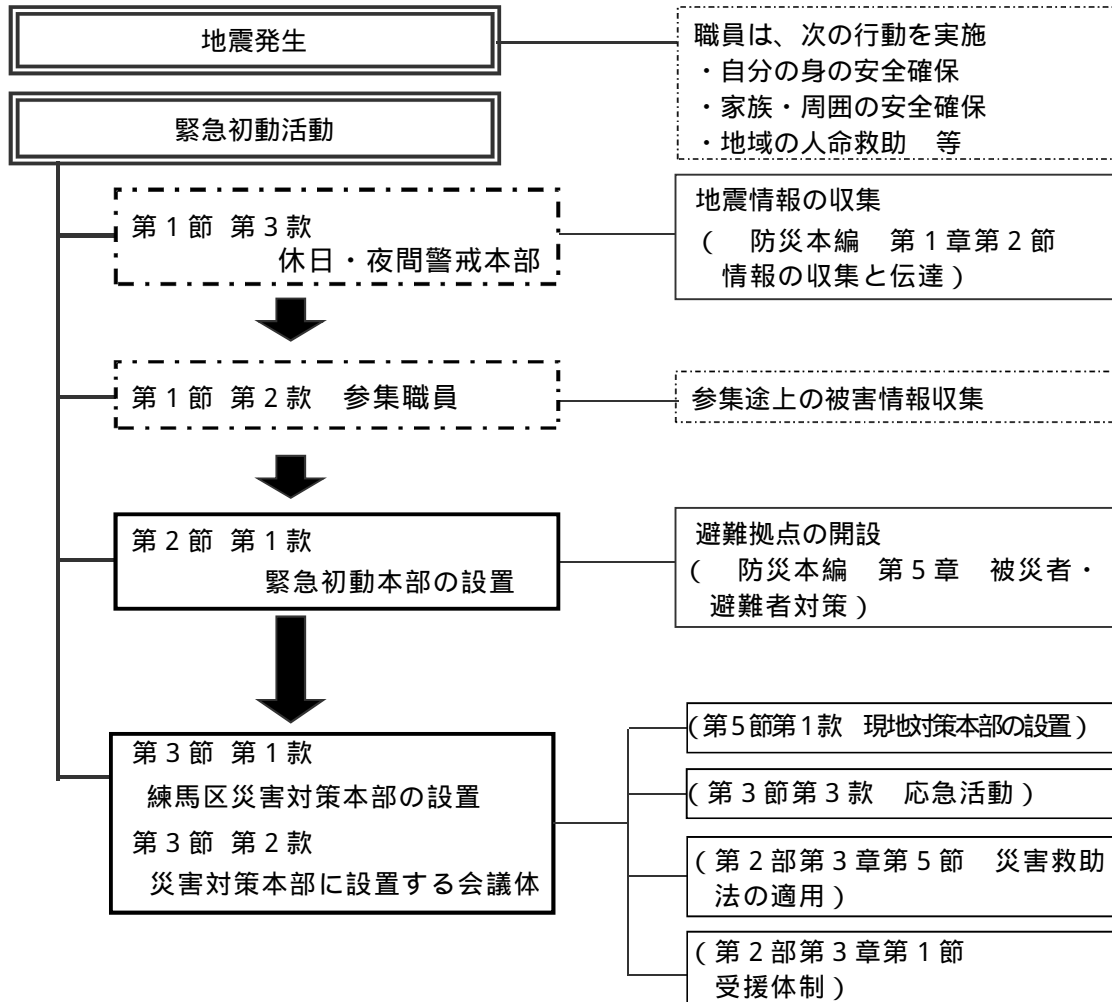 地震発生
職員は、次の行動を実施
・自分の身の安全確保
・家族・周囲の安全確保
・地域の人命救助　等
緊急初動活動
第１節 第３款
休日・夜間警戒本部
地震情報の収集
（　防災本編　第１章第２節
情報の収集と伝達）
第１節 第２款　参集職員
参集途上の被害情報収集
第２節 第１款
緊急初動本部の設置
避難拠点の開設
（　防災本編　第５章　被災者・
避難者対策）
第３節 第１款
練馬区災害対策本部の設置
第３節 第２款
災害対策本部に設置する会議体
（第５節第１款　現地対策本部の設置）
（第３節第３款　応急活動）
（第２部第３章第５節　災害救助
法の適用）
（第２部第３章第１節
受援体制）